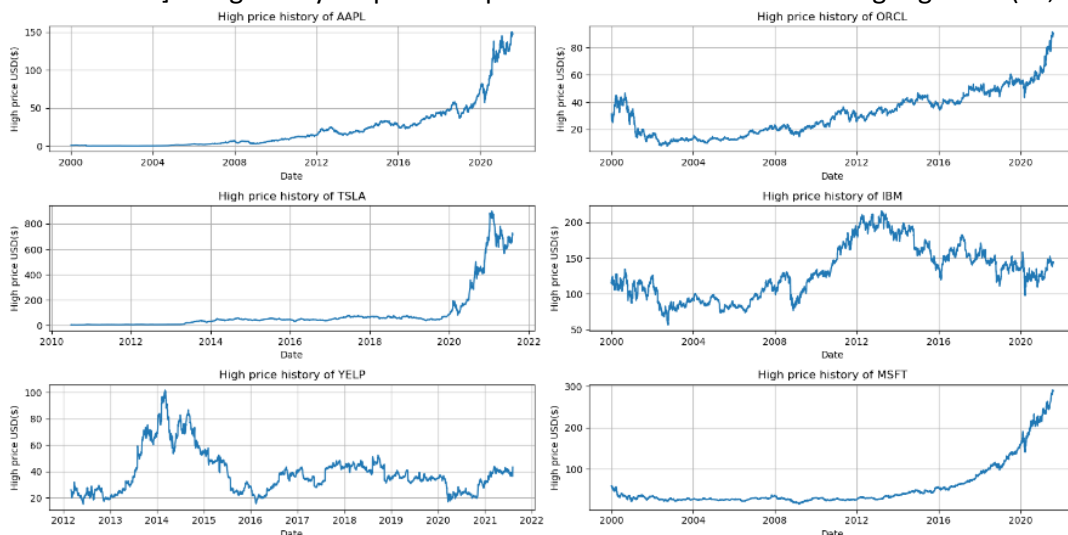 High price history of AAPL
High price USD($)
150
100
50
0
2000 2004 2008 2012 2016 2020
Date
High price history of ORCL
High price USD($)
80
60
40
20
2000 2004 2008 2012 2016 2020
Date
High price history of TSLA
High price USD($)
800
600
400
200
0
2010 2012 2014 2016 2018 2020 2022
Date
High price history of IBM
High price USD($)
200
150
100
50
2000 2004 2008 2012 2016 2020
Date
High price history of YELP
High price USD($)
100
80
60
40
20
2012 2013 2014 2015 2016 2017 2018 2019 2020 2021 2022
Date
High price history of MSFT
High price USD($)
300
200
100
2000 2004 2008 2012 2016 2020
Date